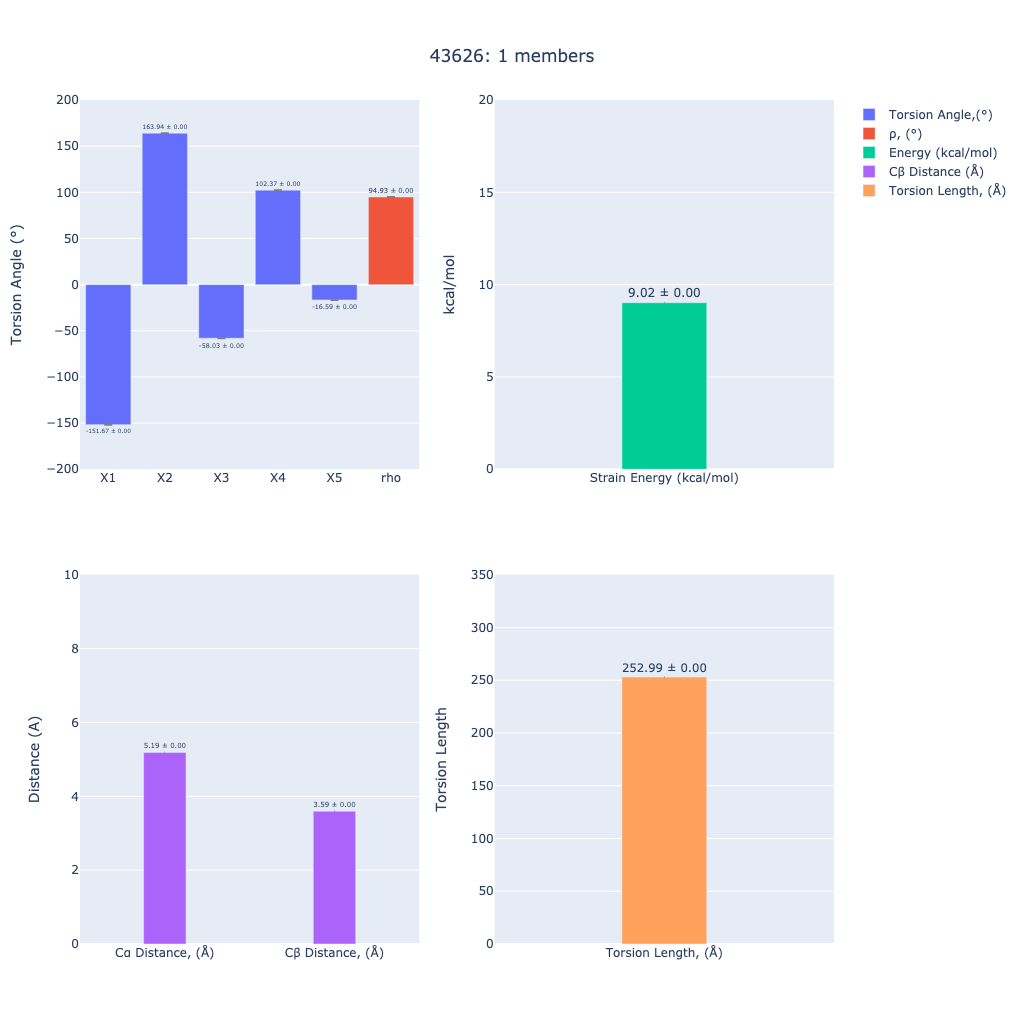 43626: 1 members
Torsion Angle (°)
200
150
100
50
0
−50
−100
−150
−200
-151.67 ± 0.00
163.94 ± 0.00
-58.03 ± 0.00
102.37 ± 0.00
-16.59 ± 0.00
94.93 ± 0.00
X1 X2 X3 X4 X5 rho
kcal/mol
20
15
10
5
0
9.02 ± 0.00
Strain Energy (kcal/mol)
Torsion Angle,(°)
ρ, (°)
Energy (kcal/mol)
Cβ Distance (Å)
Torsion Length, (Å)
Distance (A)
10
8
6
4
2
0
5.19 ± 0.00
3.59 ± 0.00
Cα Distance, (Å) Cβ Distance, (Å)
Torsion Length
350
300
250
200
150
100
50
0
252.99 ± 0.00
Torsion Length, (Å)